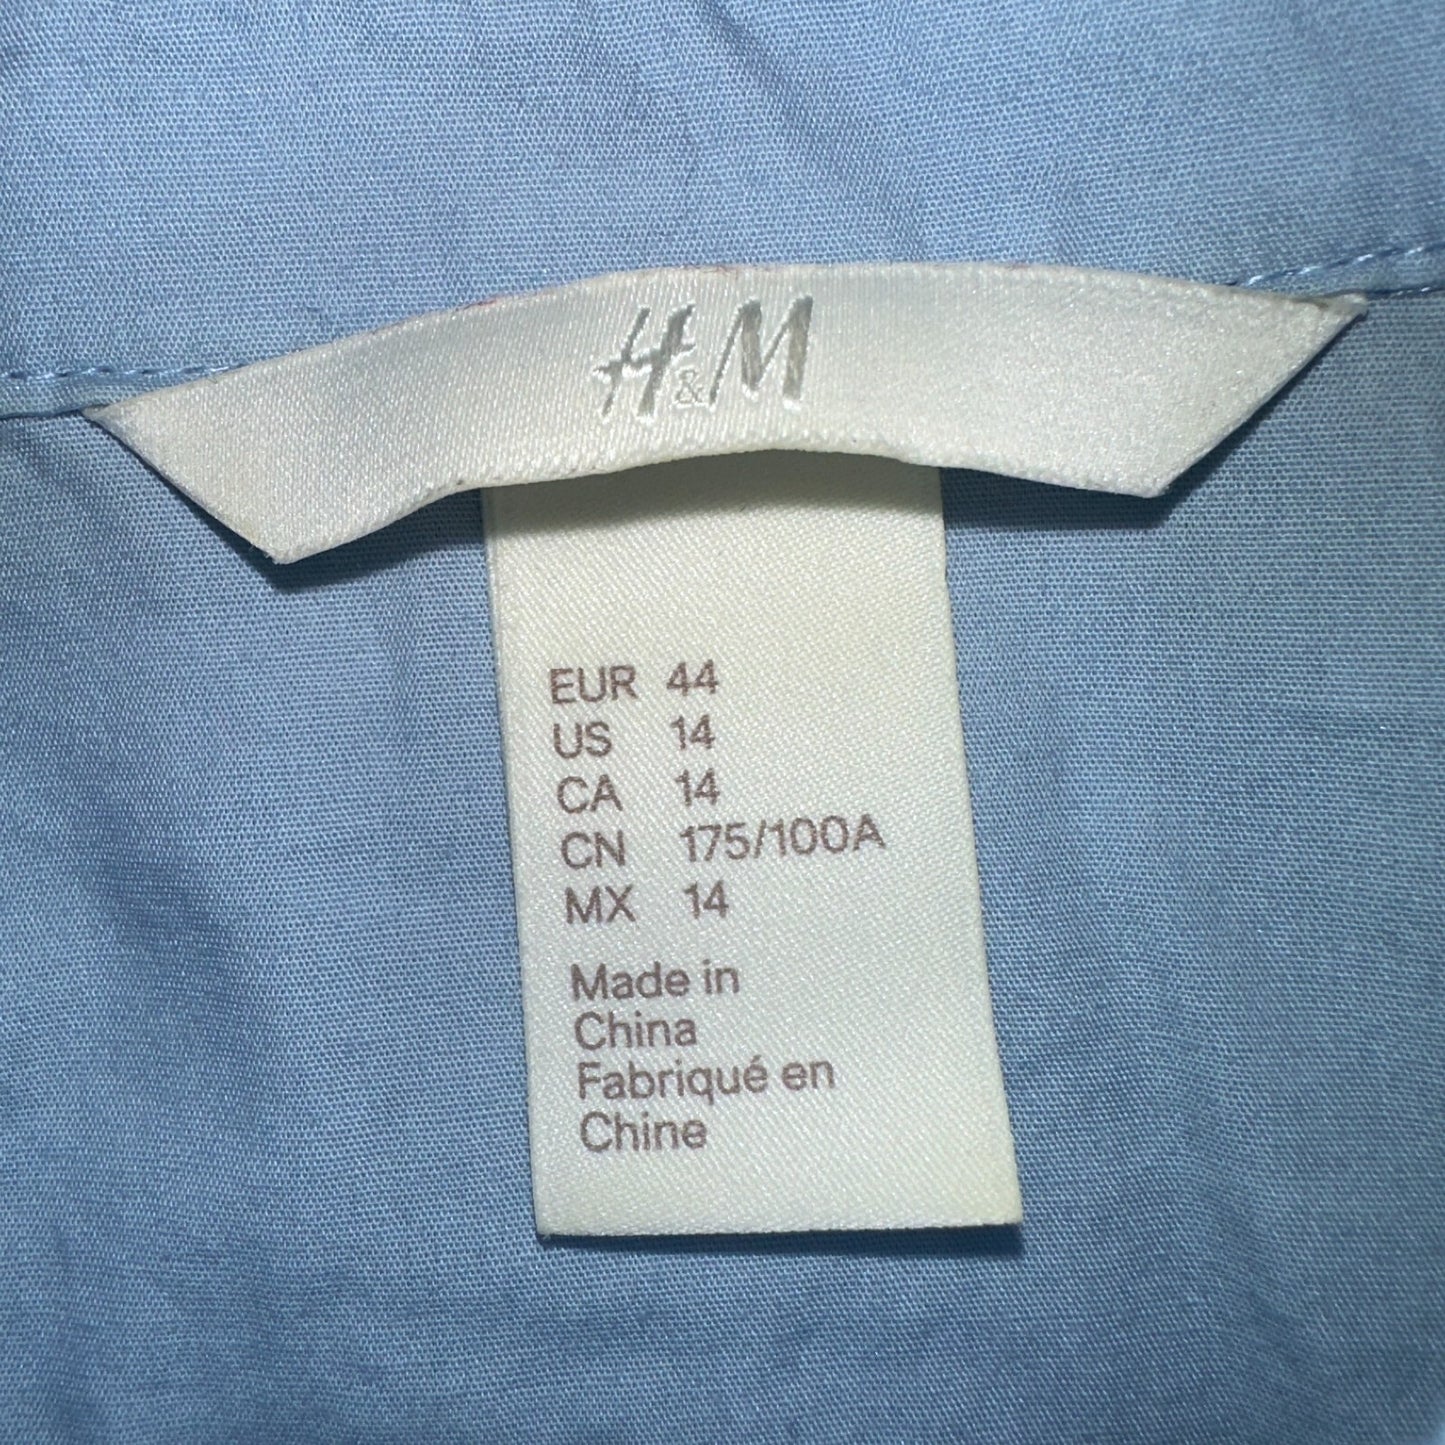 H&M
EUR 44
US 14
CA 14
CN 175/100A
MX 14
Made in
China
Fabriqué en
Chine